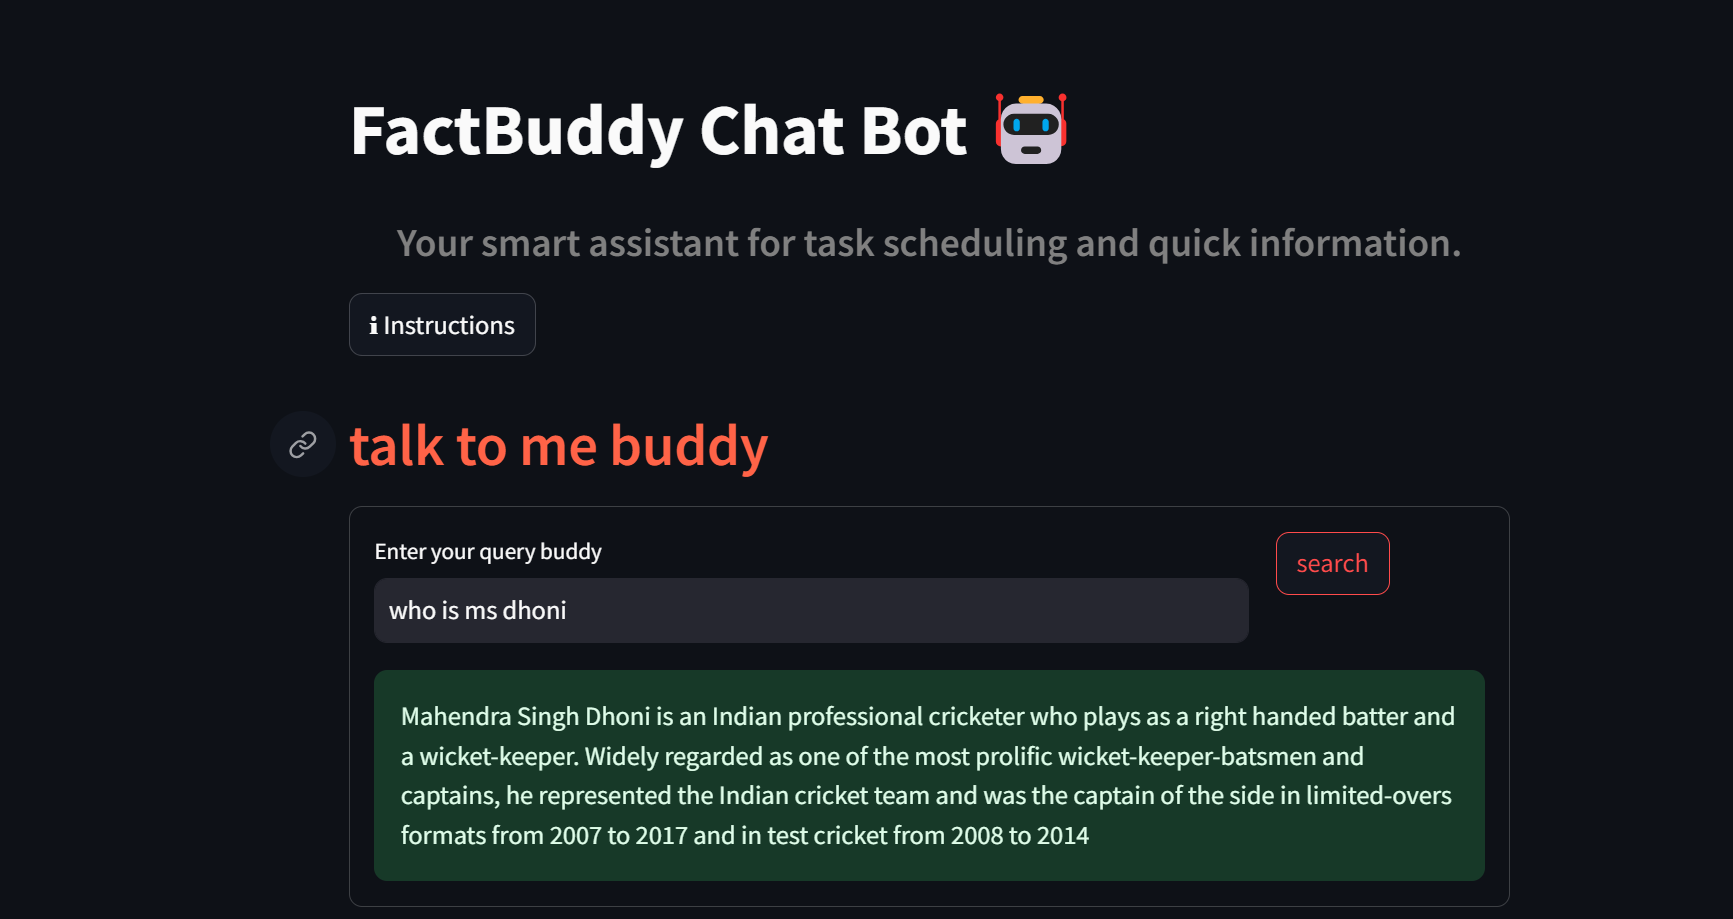 FactBuddy Chat Bot
Your smart assistant for task scheduling and quick information.
ℹ Instructions
talk to me buddy
Enter your query buddy
search
who is ms dhoni
Mahendra Singh Dhoni is an Indian professional cricketer who plays as a right handed batter and
a wicket-keeper. Widely regarded as one of the most prolific wicket-keeper-batsmen and
captains, he represented the Indian cricket team and was the captain of the side in limited-overs
formats from 2007 to 2017 and in test cricket from 2008 to 2014